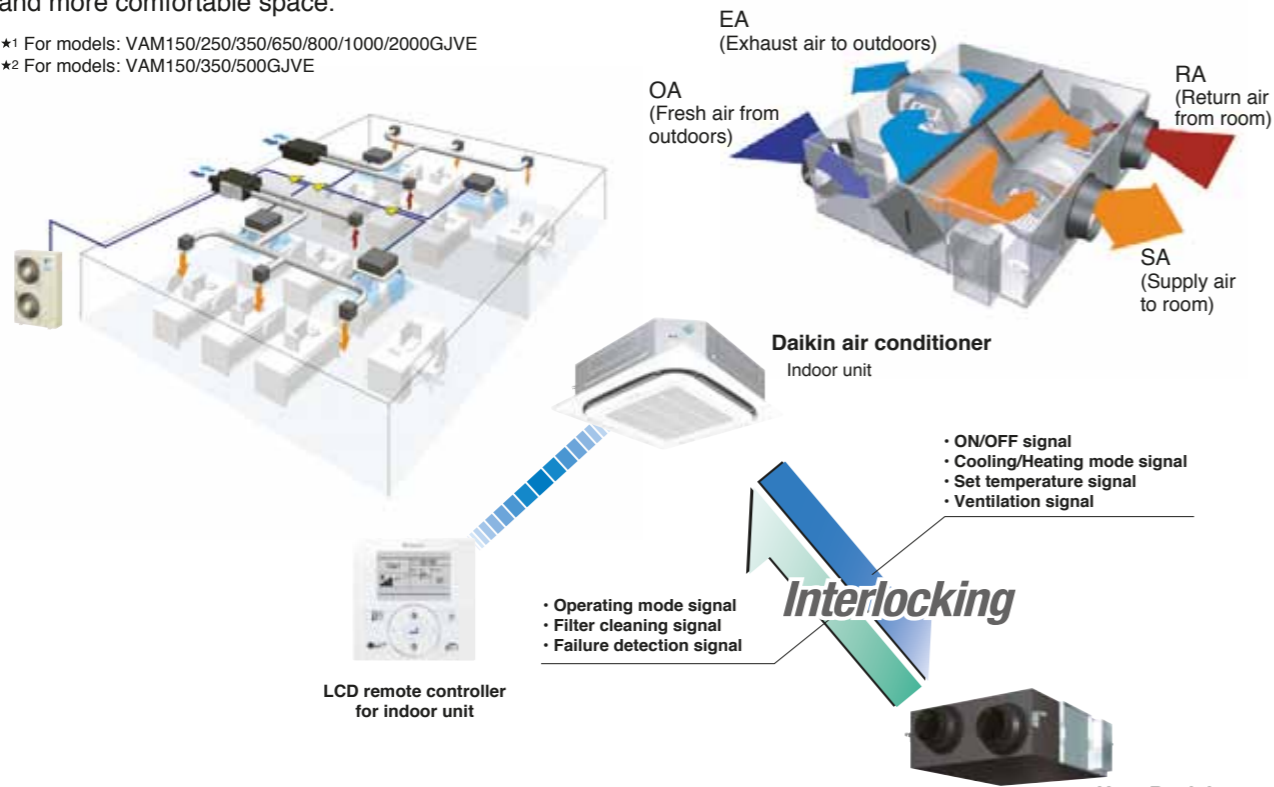 and more comfortable space.
★1 For models: VAM150/250/350/650/800/1000/2000GJVE
★2 For models: VAM150/350/500GJVE
EA
(Exhaust air to outdoors)
OA
(Fresh air from
outdoors)
RA
(Return air
from room)
SA
(Supply air
to room)
Daikin air conditioner
Indoor unit
• ON/OFF signal
• Cooling/Heating mode signal
• Set temperature signal
• Ventilation signal
Interlocking
• Operating mode signal
• Filter cleaning signal
• Failure detection signal
LCD remote controller
for indoor unit